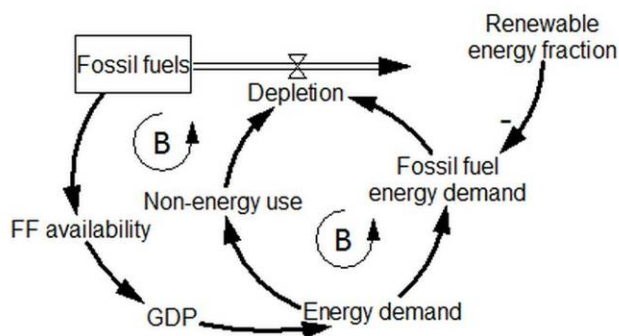 Renewable
energy fraction
Fossil fuels
Depletion
-
B
Fossil fuel
energy demand
Non-energy use
FF availability
B
GDP
Energy demand